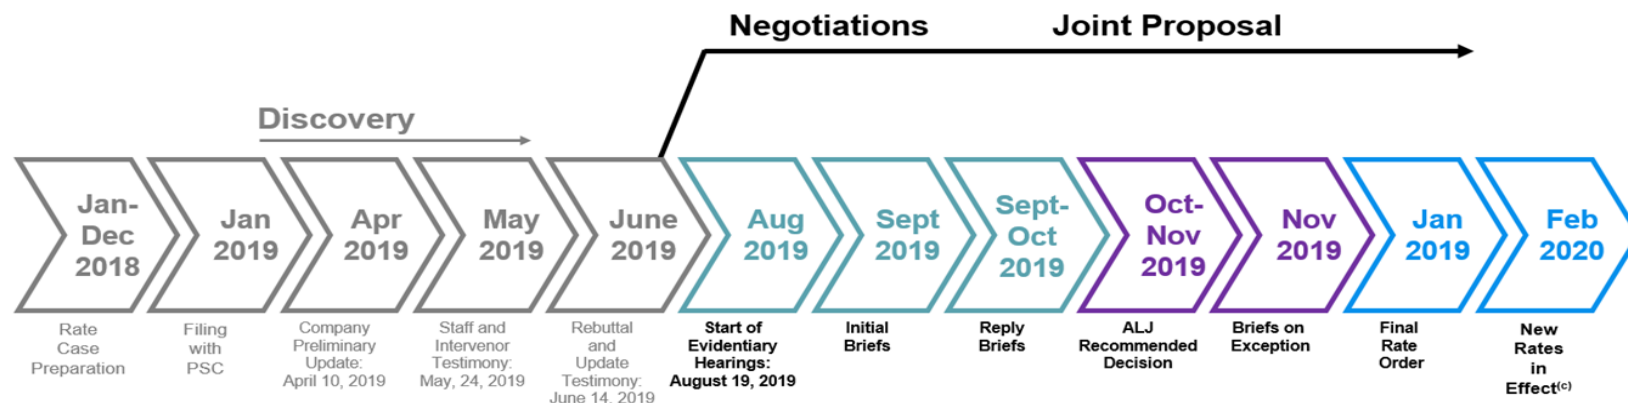 Negotiations
Joint Proposal
Discovery
Jan-
Dec
2018
Jan
2019
Apr
2019
May
2019
June
2019
Aug
2019
Sept
2019
Sept-
Oct
2019
Oct-
Nov
2019
Nov
2019
Jan
2019
Feb
2020
Rate
Case
Preparation
Filing
with
PSC
Company
Preliminary
Update:
April 10, 2019
Staff and
Intervenor
Testimony:
May, 24, 2019
Rebuttal
and
Update
Testimony:
June 14, 2019
Start of
Evidentiary
Hearings:
August 19, 2019
Initial
Briefs
Reply
Briefs
ALJ
Recommended
Decision
Briefs on
Exception
Final
Rate
Order
New
Rates
in
Effect(c)